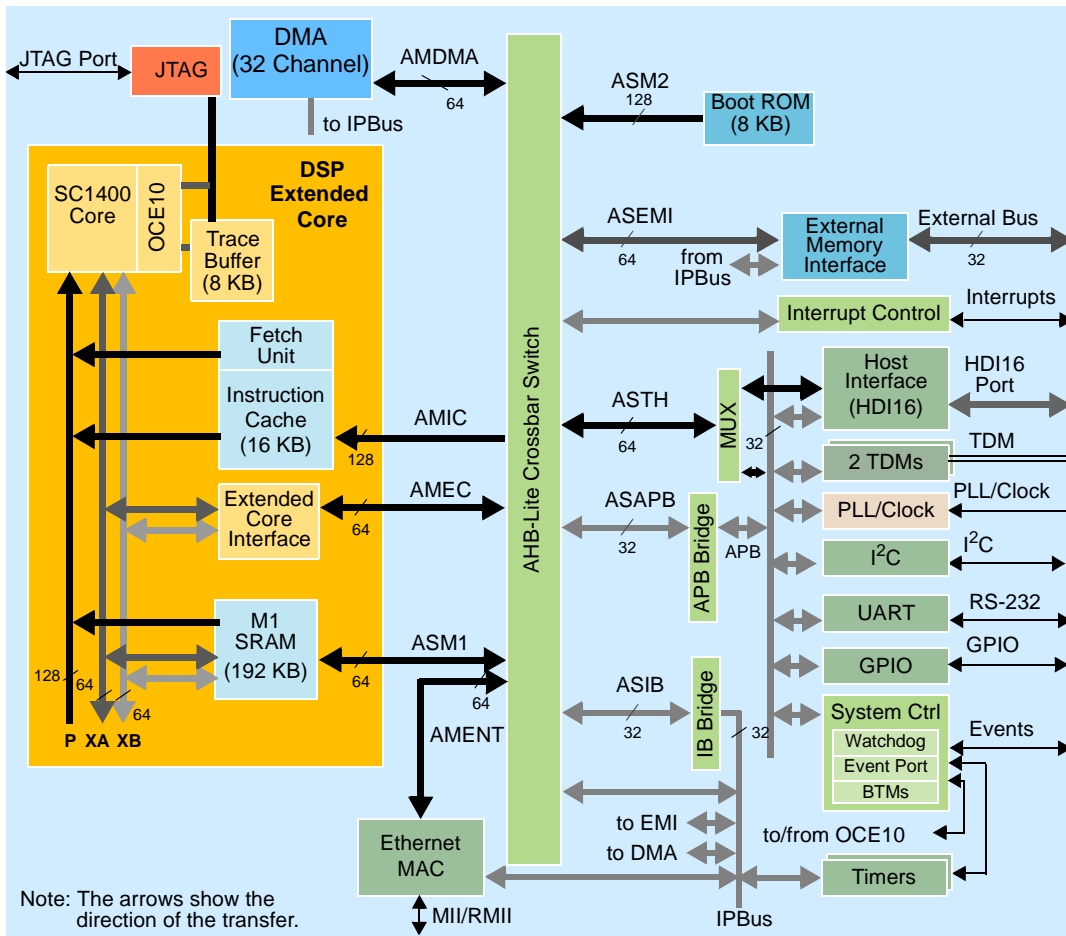 JTAG Port
JTAG
DMA
(32 Channel)
AMDMA
64
to IPBus
ASM2
128
Boot ROM
(8 KB)
DSP
Extended
Core
SC1400
Core
OCE10
Trace
Buffer
(8 KB)
ASEMI
64
from
IPBus
External
Memory
Interface
External Bus
32
Interrupt Control
Interrupts
Fetch
Unit
Instruction
Cache
(16 KB)
AMIC
128
AHB-Lite Crossbar Switch
ASTH
64
MUX
32
Host
Interface
(HDI16)
HDI16
Port
2 TDMs
TDM
Extended
Core
Interface
AMEC
64
ASAPB
32
APB Bridge
APB
PLL/Clock
PLL/Clock
I2C
I2C
UART
RS-232
GPIO
GPIO
M1
SRAM
(192 KB)
ASM1
64
128
64
64
P XA XB
64
AMENT
ASIB
32
IB Bridge
32
System Ctrl
Watchdog
Event Port
BTMs
Events
to EMI
to DMA
to/from OCE10
Ethernet
MAC
Timers
MII/RMII
IPBus
Note: The arrows show the
direction of the transfer.